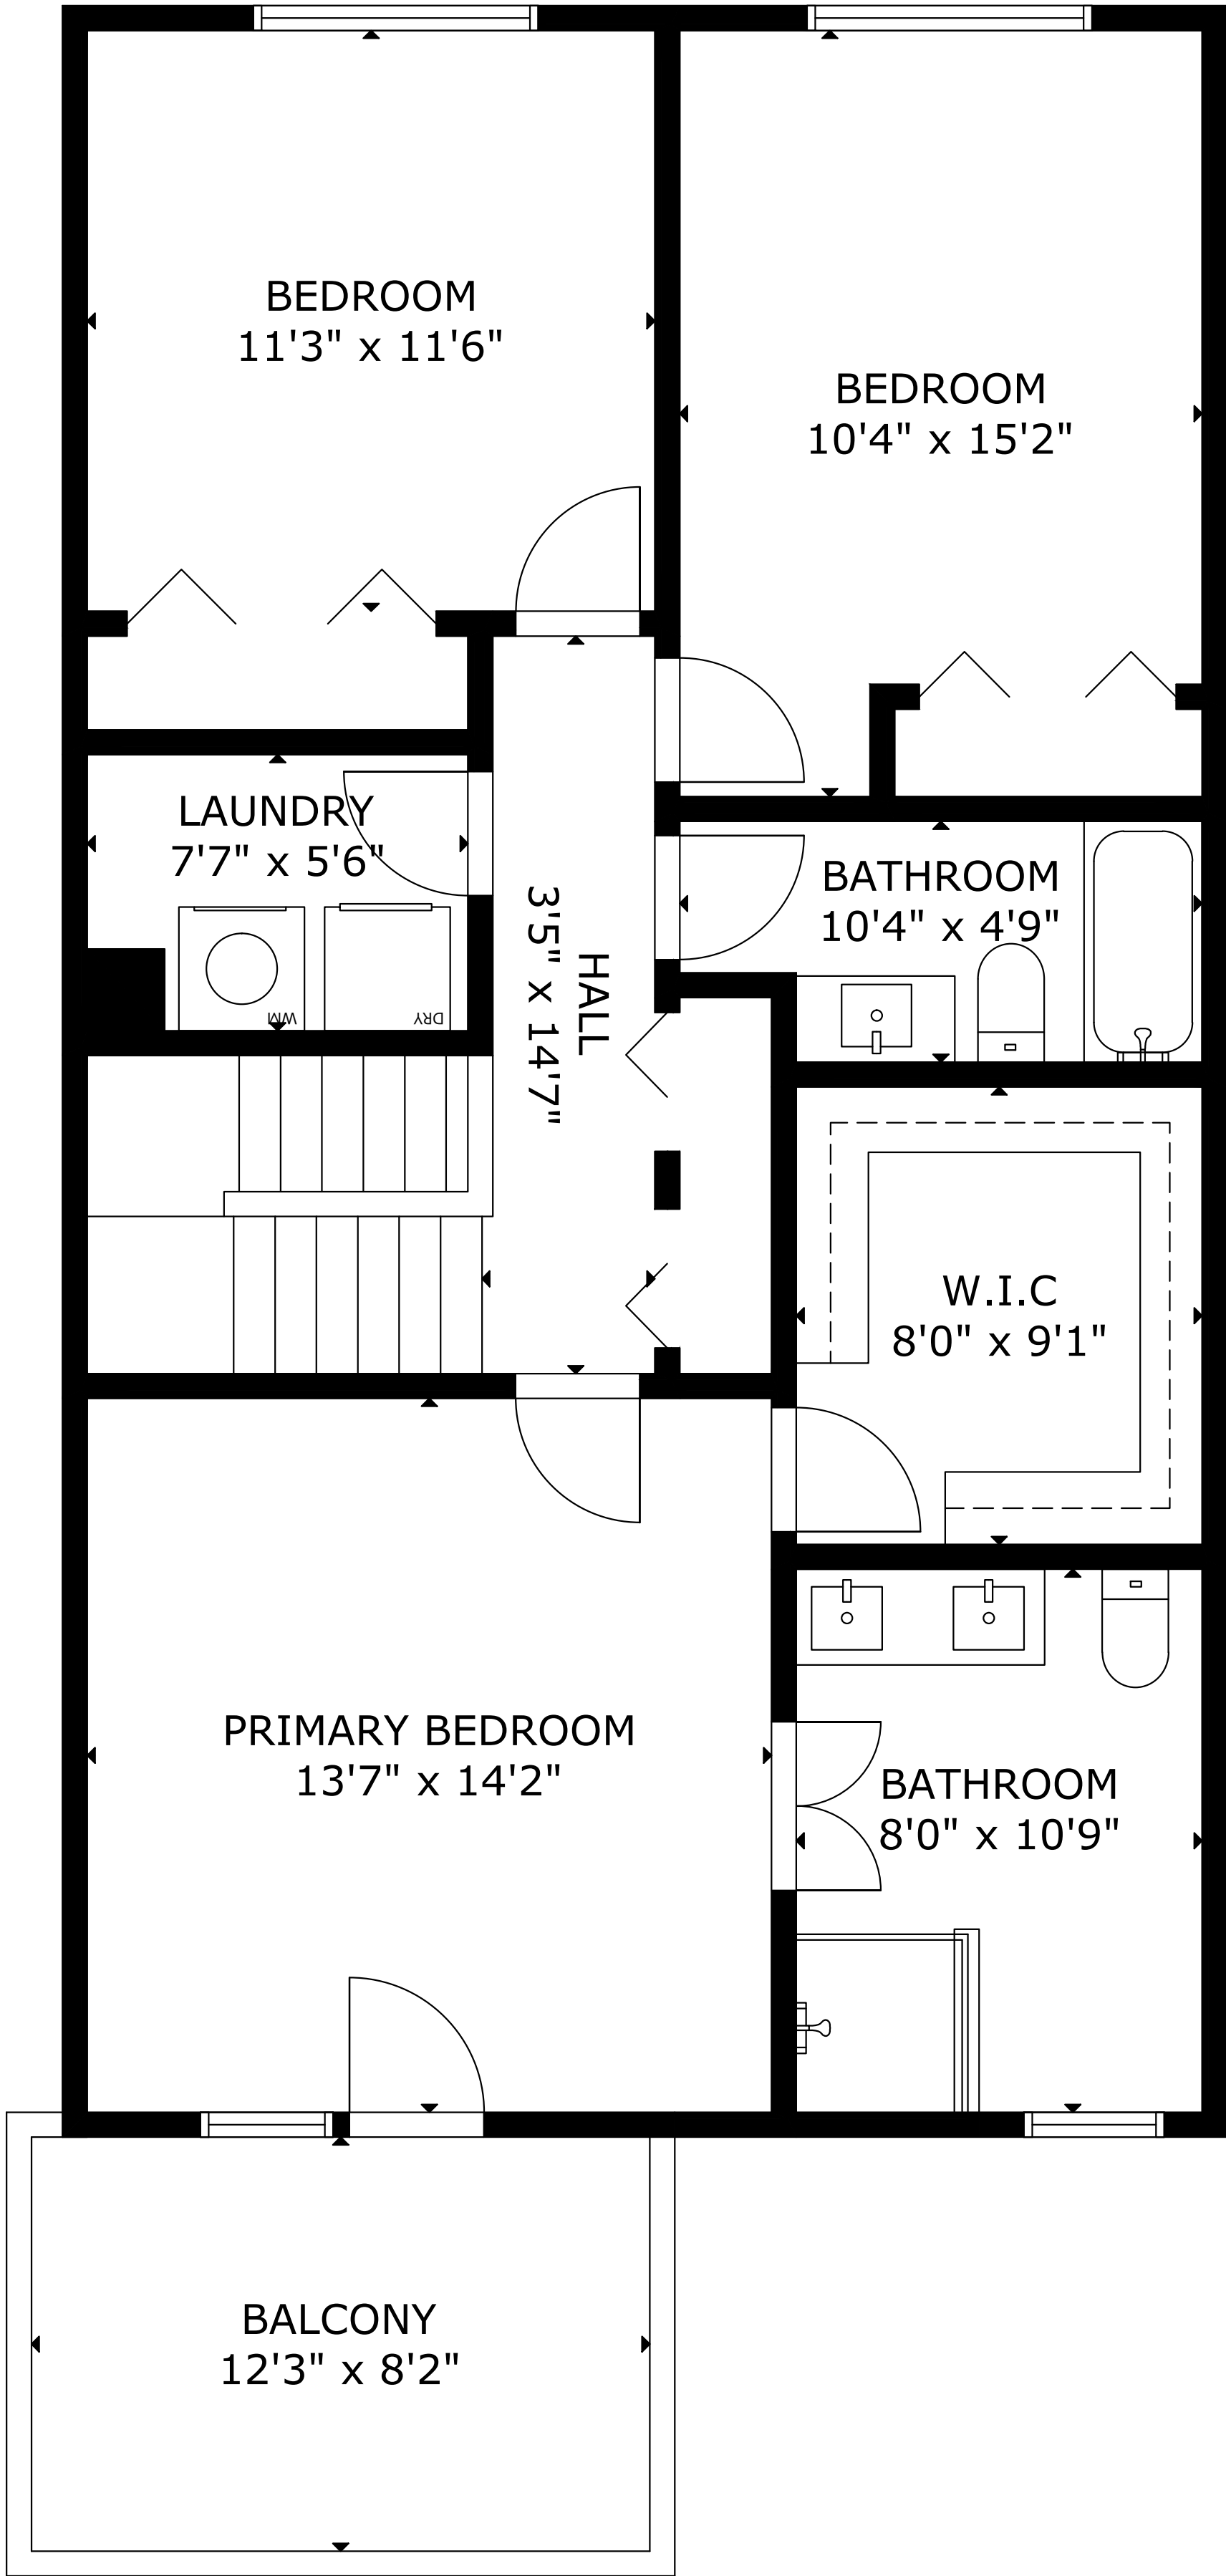 BEDROOM
11'3" x 11'6"
BEDROOM
10'4" x 15'2"
LAUNDRY
7'7" x 5'6"
WM
DRY
BATHROOM
10'4" x 4'9"
HALL
3'5" x 14'7"
W.I.C
8'0" x 9'1"
PRIMARY BEDROOM
13'7" x 14'2"
BATHROOM
8'0" x 10'9"
BALCONY
12'3" x 8'2"